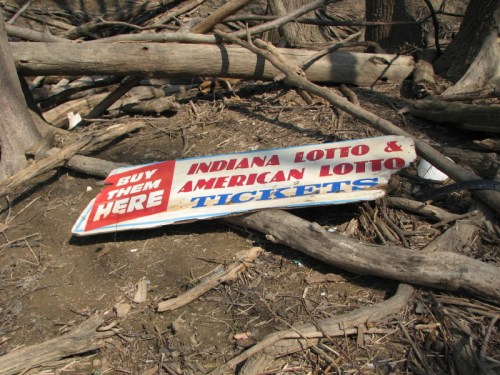 BUY
THEM
HERE
INDIANA LOTTO &
AMERICAN LOTTO
TICKETS